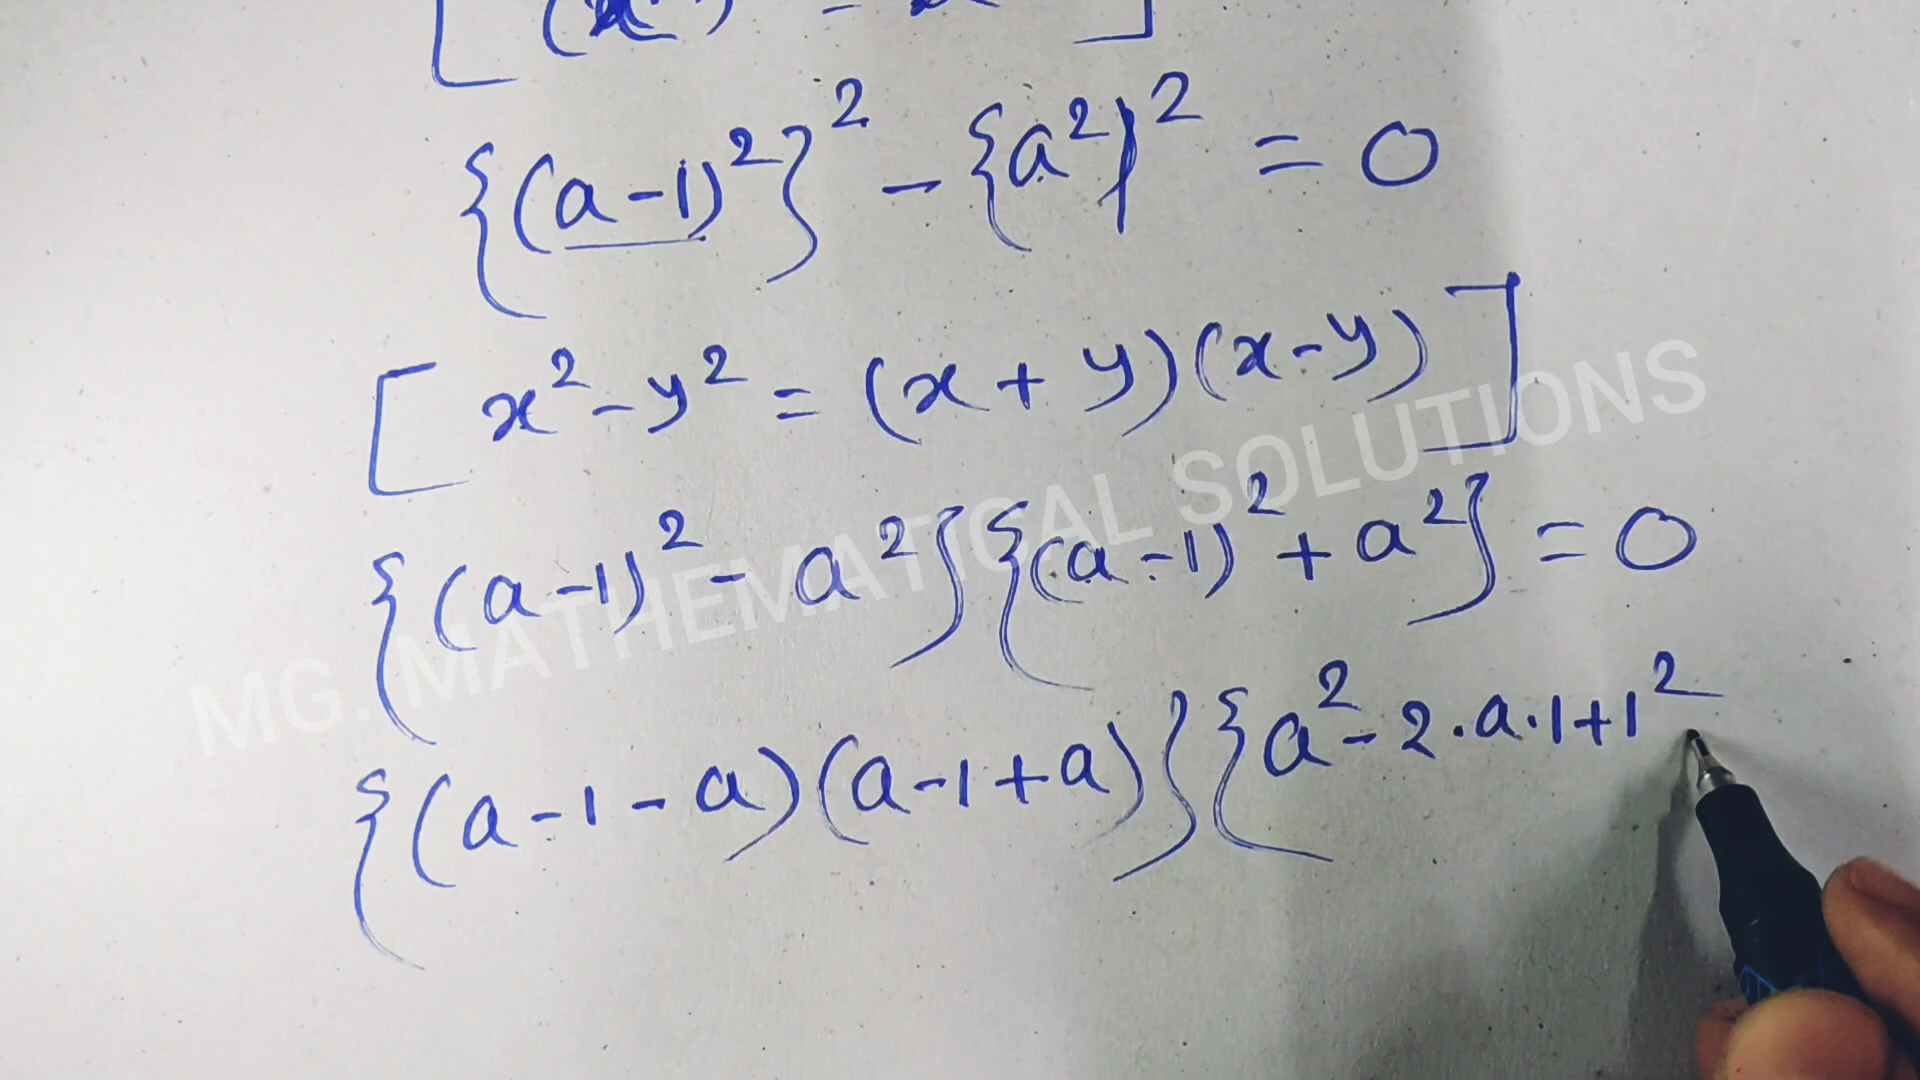 {(a-1)²}² - {a²}² = 0
[x² - y² = (x + y)(x - y)]
{(a-1)² - a²}{(a-1)² + a²} = 0
{(a-1-a)(a-1+a)}{a² - 2·a·1+1²
MG. MATHEMATICAL SOLUTIONS